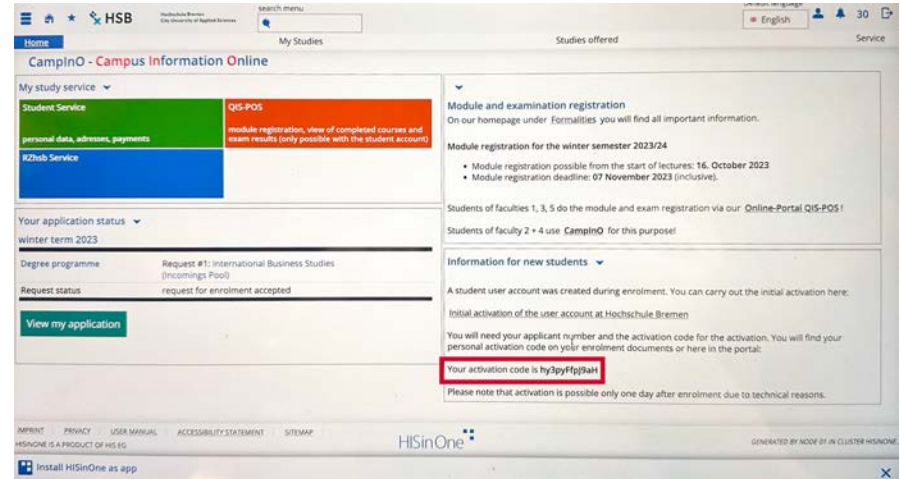 search menu
Default language
HSB
Hochschule Bremen
City University of Applied Sciences
English
30
Home
My Studies
Studies offered
Service
CampInO - Campus Information Online
My study service
Student Service
personal data, adresses, payments
QIS-POS
module registration, view of completed courses and
exam results (only possible with the student account)
RZhsb Service
Your application status
winter term 2023
Degree programme
Request #1: International Business Studies
(Incomings Pool)
Request status
request for enrolment accepted
View my application
Module and examination registration
On our homepage under Formalities you will find all important information.
Module registration for the winter semester 2023/24
• Module registration possible from the start of lectures: 16. October 2023
• Module registration deadline: 07 November 2023 (inclusive).
Students of faculties 1, 3, 5 do the module and exam registration via our Online-Portal QIS-POS !
Students of faculty 2 + 4 use CampInO for this purpose!
Information for new students
A student user account was created during enrolment. You can carry out the initial activation here:
Initial activation of the user account at Hochschule Bremen
You will need your applicant number and the activation code for the activation. You will find your
personal activation code on your enrolment documents or here in the portal:
Your activation code is hy3pyFfpJ9aH
Please note that activation is possible only one day after enrolment due to technical reasons.
IMPRINT
PRIVACY
USER MANUAL
ACCESSIBILITY STATEMENT
SITEMAP
HISINONE IS A PRODUCT OF HIS EG
HISinOne
GENERATED BY NODE 01 IN CLUSTER HISINONE
Install HISinOne as app